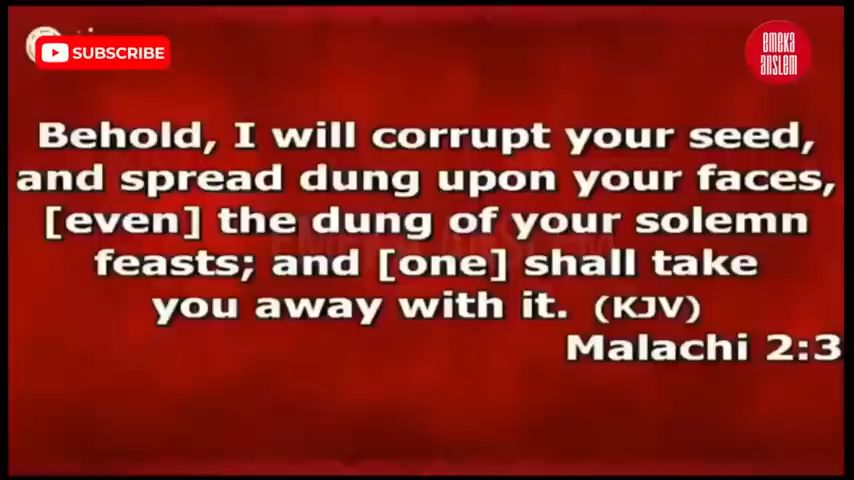 SUBSCRIBE
emeka
anslem
Behold, I will corrupt your seed,
and spread dung upon your faces,
[even] the dung of your solemn
feasts; and [one] shall take
you away with it. (KJV)
Malachi 2:3